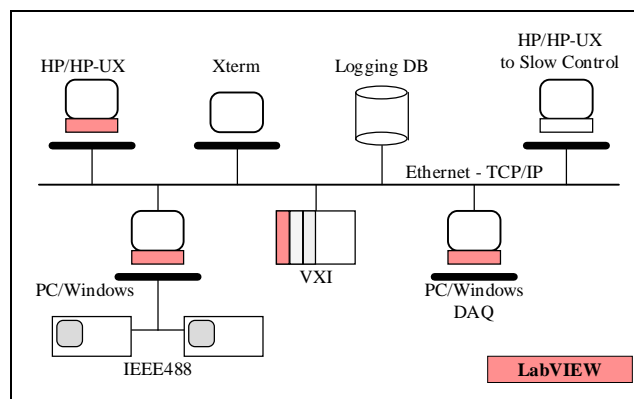 HP/HP-UX
Xterm
Logging DB
HP/HP-UX
to Slow Control
Ethernet - TCP/IP
PC/Windows
VXI
PC/Windows
DAQ
IEEE488
LabVIEW